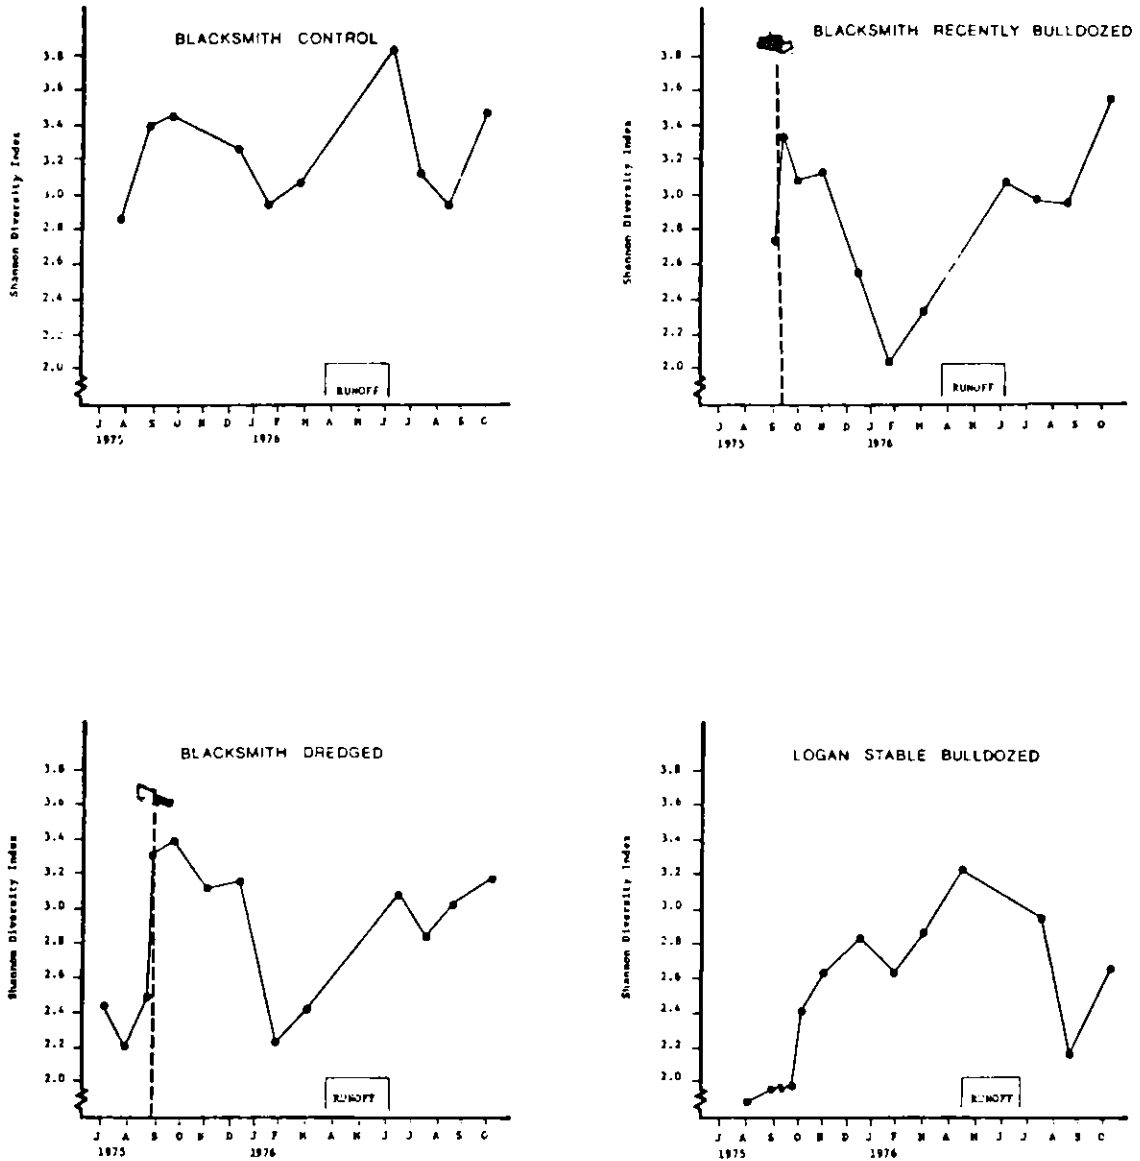 BLACKSMITH CONTROL
Shannon Diversity Index
3.8
3.6
3.4
3.2
3.0
2.8
2.6
2.4
2.2
2.0
RUNOFF
J A S O N D J F M A M J J A S O
1975 1976
BLACKSMITH RECENTLY BULLDOZED
Shannon Diversity Index
3.8
3.6
3.4
3.2
3.0
2.8
2.6
2.4
2.2
2.0
RUNOFF
J A S O N D J F M A M J J A S O
1975 1976
BLACKSMITH DREDGED
Shannon Diversity Index
3.8
3.6
3.4
3.2
3.0
2.8
2.6
2.4
2.2
2.0
RUNOFF
J A S O N D J F M A M J J A S O
1975 1976
LOGAN STABLE BULLDOZED
Shannon Diversity Index
3.8
3.6
3.4
3.2
3.0
2.8
2.6
2.4
2.2
2.0
RUNOFF
J A S O N D J F M A M J J A S O
1975 1976